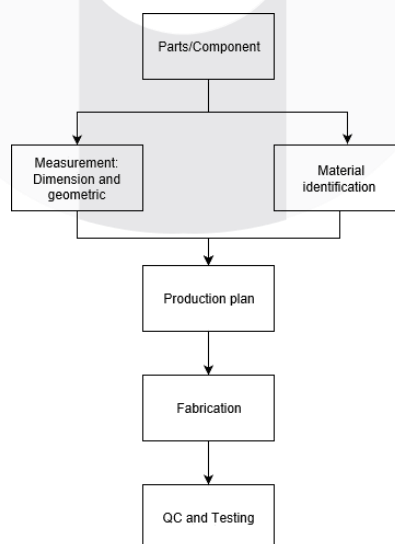 Parts/Component
Measurement:
Dimension and
geometric
Material
identification
Production plan
Fabrication
QC and Testing